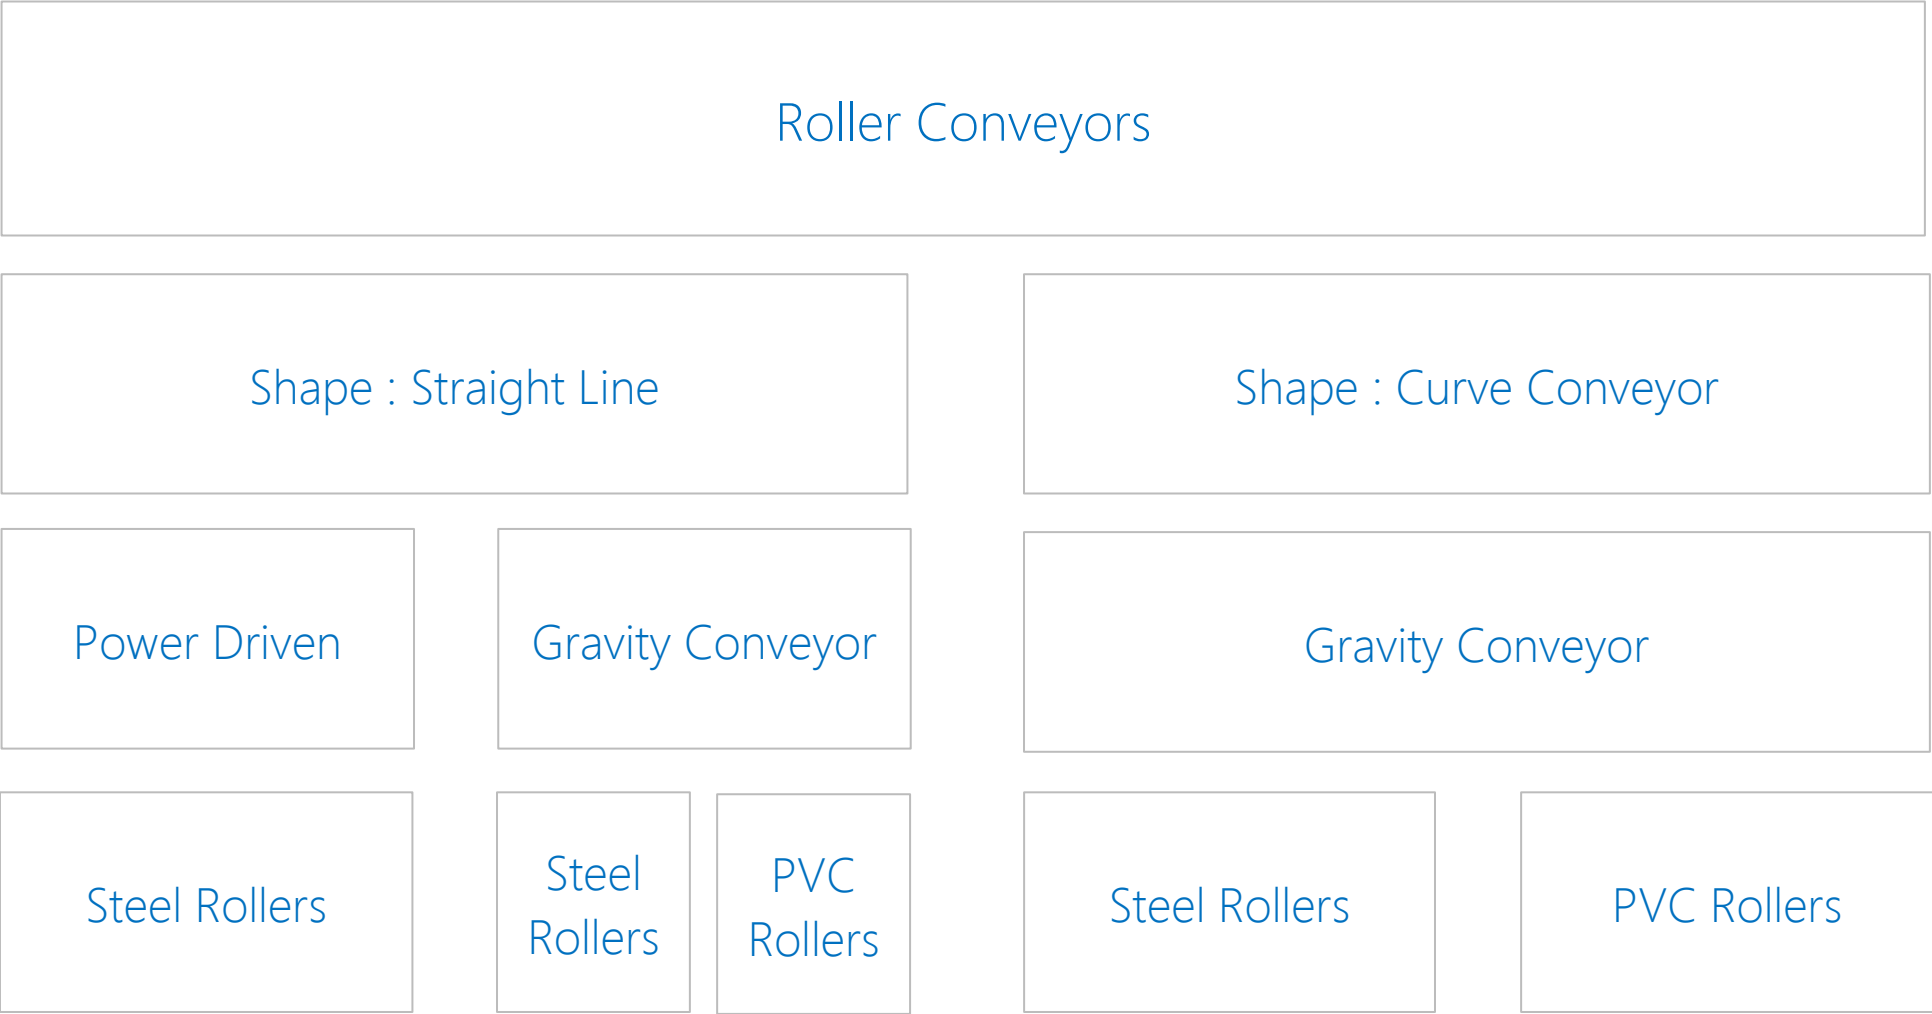 Roller Conveyors
Shape : Straight Line
Shape : Curve Conveyor
Power Driven
Gravity Conveyor
Gravity Conveyor
Steel Rollers
Steel
Rollers
PVC
Rollers
Steel Rollers
PVC Rollers